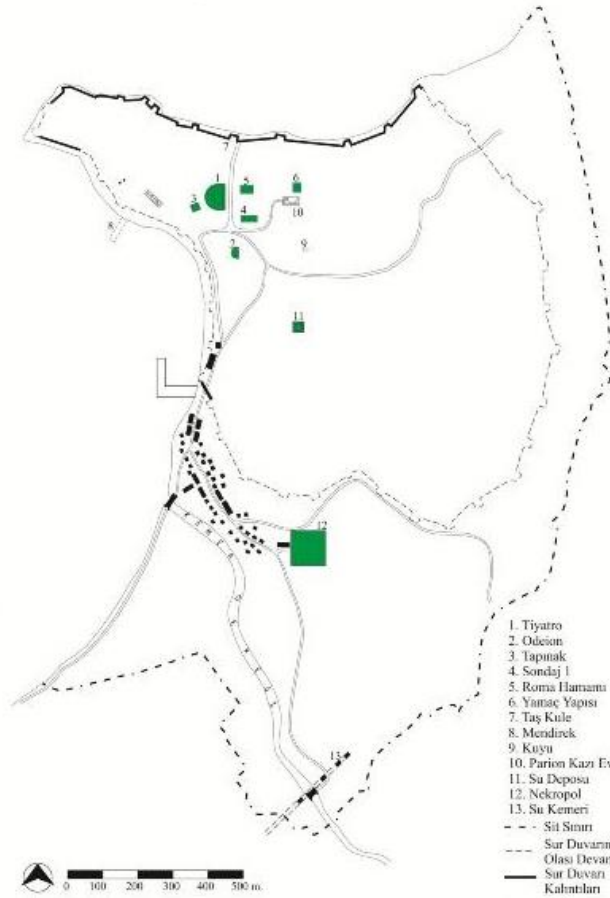 7
1
5
6
3
4
10
8
2
9
11
12
13
1. Tiyatro
2. Odeion
3. Tapınak
4. Sondaj 1
5. Roma Hamamı
6. Yamaç Yapısı
7. Taş Kule
8. Mendirek
9. Kuyu
10. Parion Kazı Ev
11. Su Deposu
12. Nekropol
13. Su Kemeri
Sit Sınırı
Sur Duvarın
Olası Devam
Sur Duvarı
Kalıntıları
0 100 200 300 400 500 m.